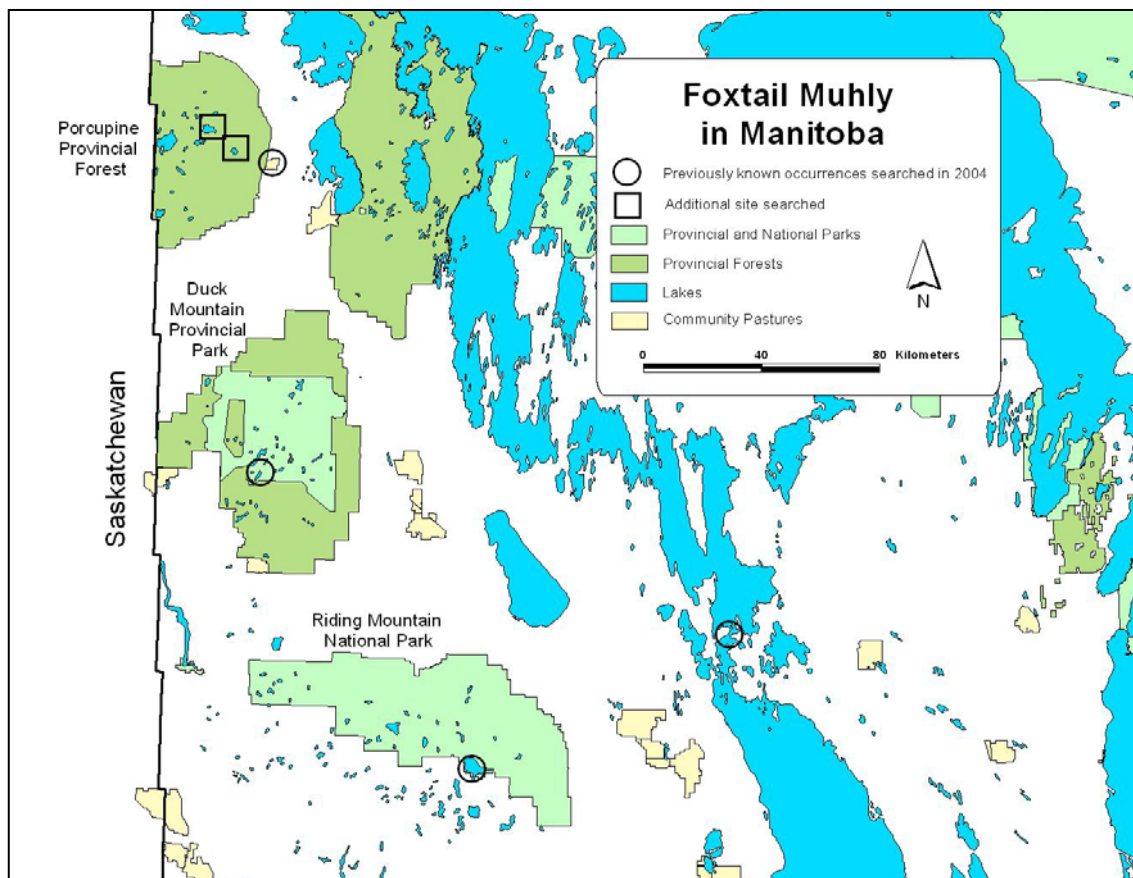 Foxtail Muhly
in Manitoba
Previously known occurrences searched in 2004
Additional site searched
Provincial and National Parks
Provincial Forests
Lakes
Community Pastures
N
0 40 80 Kilometers
Porcupine
Provincial
Forest
Duck
Mountain
Provincial
Park
Saskatchewan
Riding Mountain
National Park